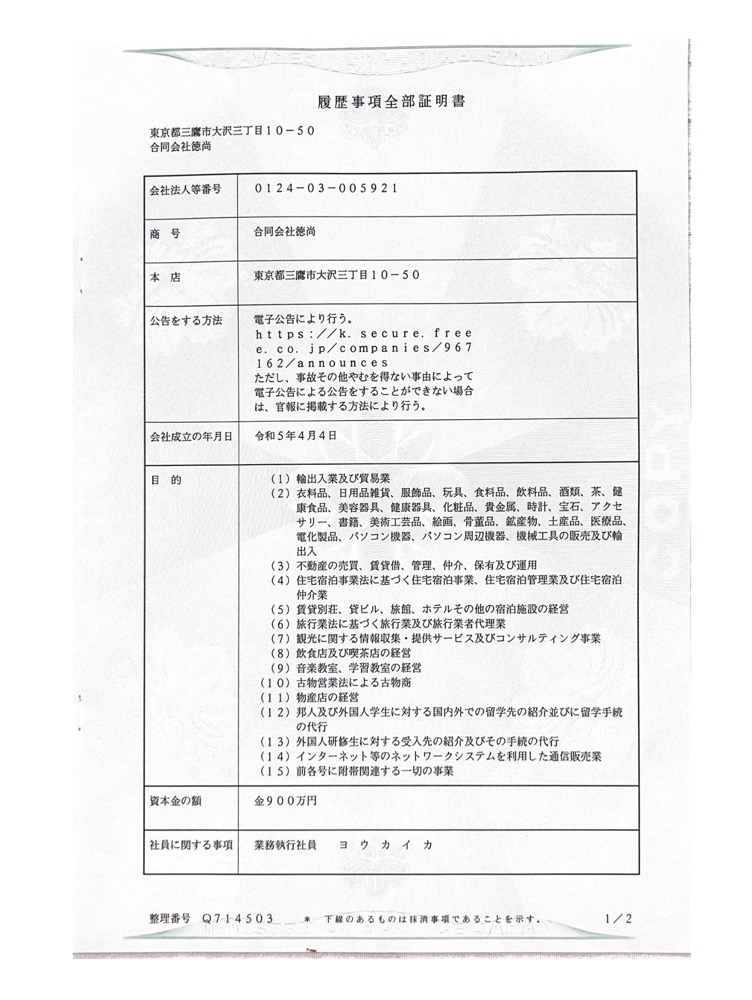 履歴事項全部証明書
東京都三鷹市大沢三丁目１０－５０
合同会社徳尚
会社法人等番号 ０１２４－０３－００５９２１
商 号 合同会社徳尚
本 店 東京都三鷹市大沢三丁目１０－５０
公告をする方法 電子公告により行う。
ｈｔｔｐｓ：／／ｋ．ｓｅｃｕｒｅ．ｆｒｅｅ
ｅ．ｃｏ．ｊｐ／ｃｏｍｐａｎｉｅｓ／９６７
１６２／ａｎｎｏｕｎｃｅｓ
ただし、事故その他やむを得ない事由によって
電子公告による公告をすることができない場合
は、官報に掲載する方法により行う。
会社成立の年月日 令和５年４月４日
目 的 （１）輸出入業及び貿易業
（２）衣料品、日用品雑貨、服飾品、玩具、食料品、飲料品、酒類、茶、健
康食品、美容器具、健康器具、化粧品、貴金属、時計、宝石、アクセ
サリー、書籍、美術工芸品、絵画、骨董品、鉱産物、土産品、医療品、
電化製品、パソコン機器、パソコン周辺機器、機械工具の販売及び輸
出入
（３）不動産の売買、賃貸借、管理、仲介、保有及び運用
（４）住宅宿泊事業法に基づく住宅宿泊事業、住宅宿泊管理業及び住宅宿泊
仲介業
（５）賃貸別荘、貸ビル、旅館、ホテルその他の宿泊施設の経営
（６）旅行業法に基づく旅行業及び旅行業者代理業
（７）観光に関する情報収集・提供サービス及びコンサルティング事業
（８）飲食店及び喫茶店の経営
（９）音楽教室、学習教室の経営
（１０）古物営業法による古物商
（１１）物産店の経営
（１２）邦人及び外国人学生に対する国内外での留学先の紹介並びに留学手続
の代行
（１３）外国人研修生に対する受入先の紹介及びその手続の代行
（１４）インターネット等のネットワークシステムを利用した通信販売業
（１５）前各号に附帯関連する一切の事業
資本金の額 金９００万円
社員に関する事項 業務執行社員 ヨ ウ カ イ カ
整理番号 Ｑ７１４５０３ ＊ 下線のあるものは抹消事項であることを示す。 １／２